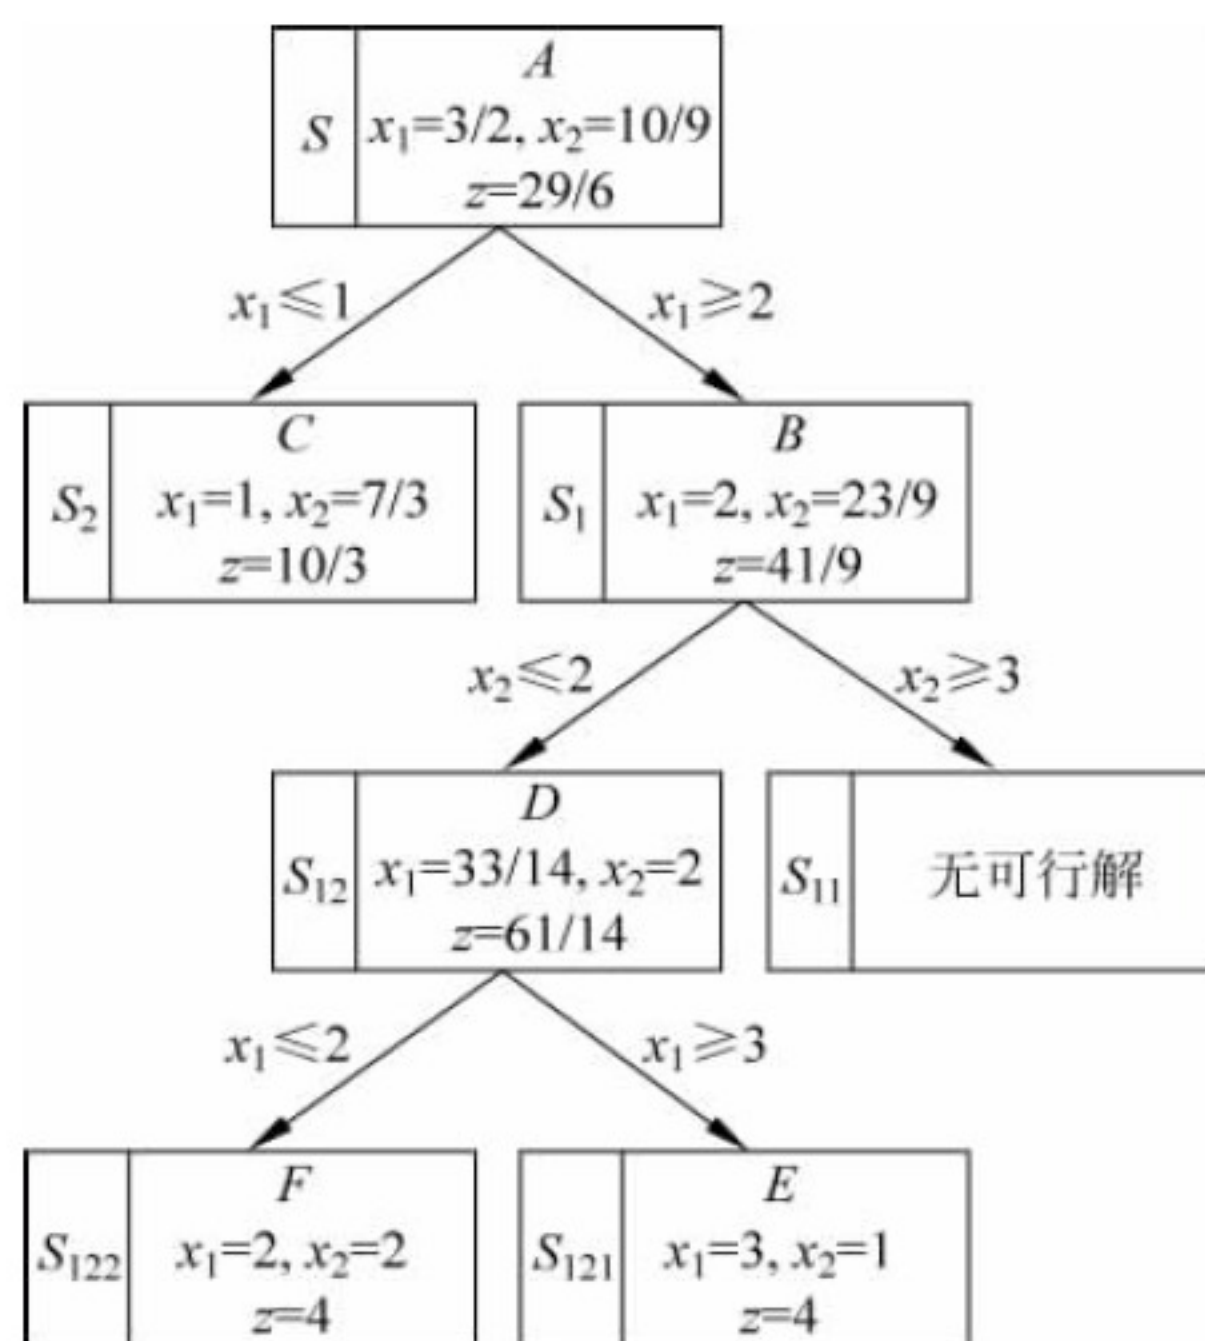 A
S
x₁=3/2, x₂=10/9
z=29/6
x₁≤1
x₁≥2
C
S₂
x₁=1, x₂=7/3
z=10/3
B
S₁
x₁=2, x₂=23/9
z=41/9
x₂≤2
x₂≥3
D
S₁₂
x₁=33/14, x₂=2
z=61/14
S₁₁
无可行解
x₁≤2
x₁≥3
F
S₁₂₂
x₁=2, x₂=2
z=4
E
S₁₂₁
x₁=3, x₂=1
z=4